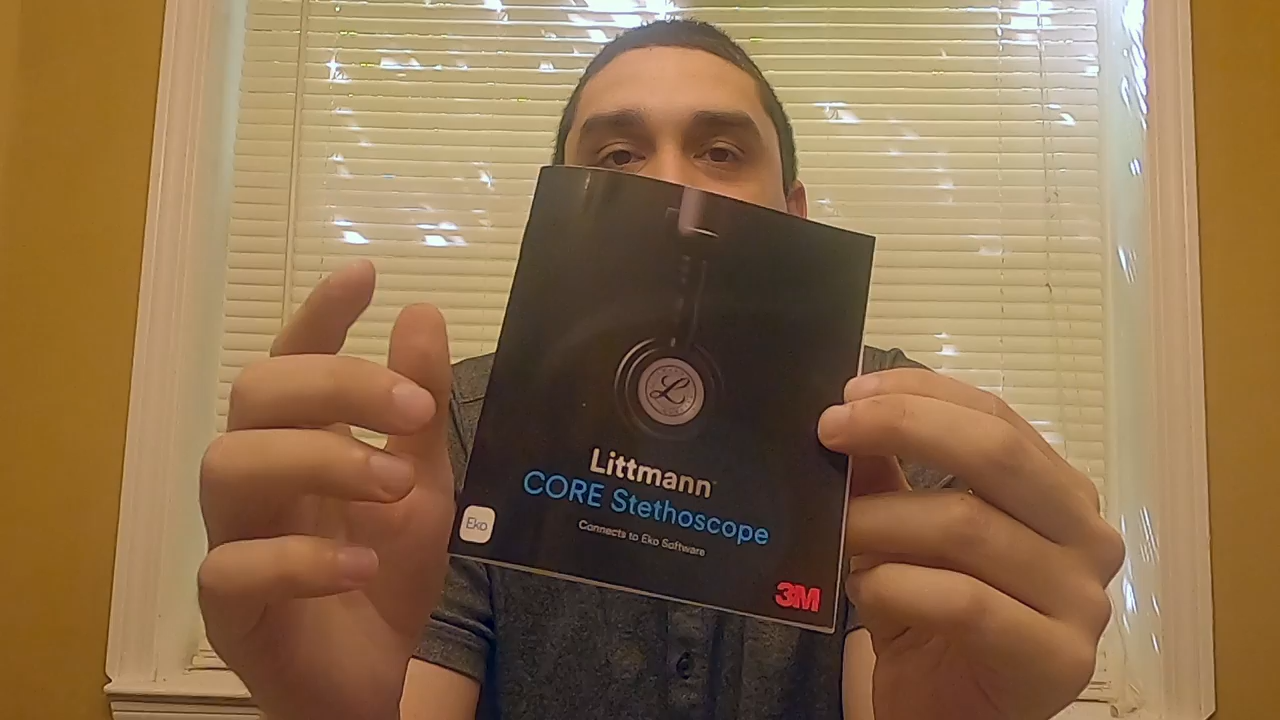 L
Littmann
CORE Stethoscope
Connects to Eko Software
Eko
3M